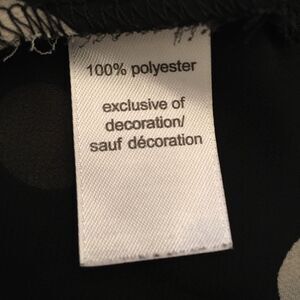 100% polyester
exclusive of
decoration/
sauf décoration